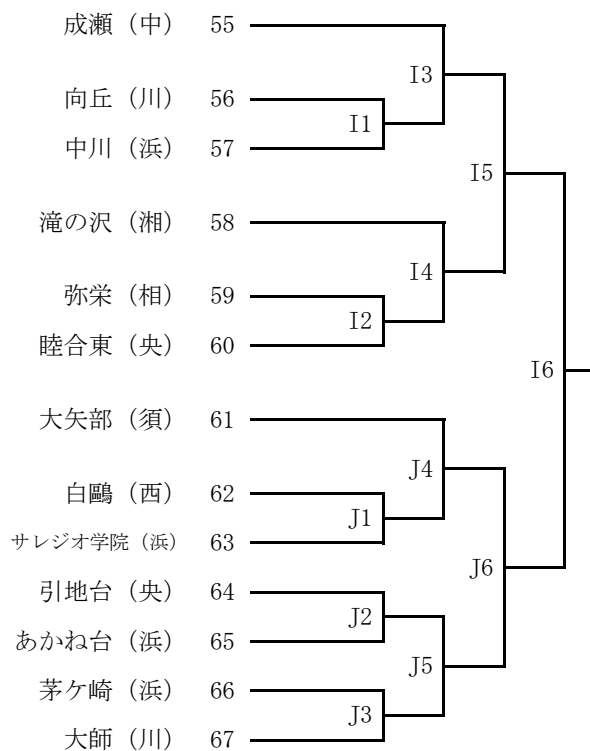 成瀬（中） 55
I3
向丘（川） 56
I1
中川（浜） 57
I5
滝の沢（湘） 58
I4
弥栄（相） 59
I2
睦合東（央） 60
I6
大矢部（須） 61
J4
白鷗（西） 62
J1
サレジオ学院（浜） 63
J6
引地台（央） 64
J2
あかね台（浜） 65
J5
茅ケ崎（浜） 66
J3
大師（川） 67